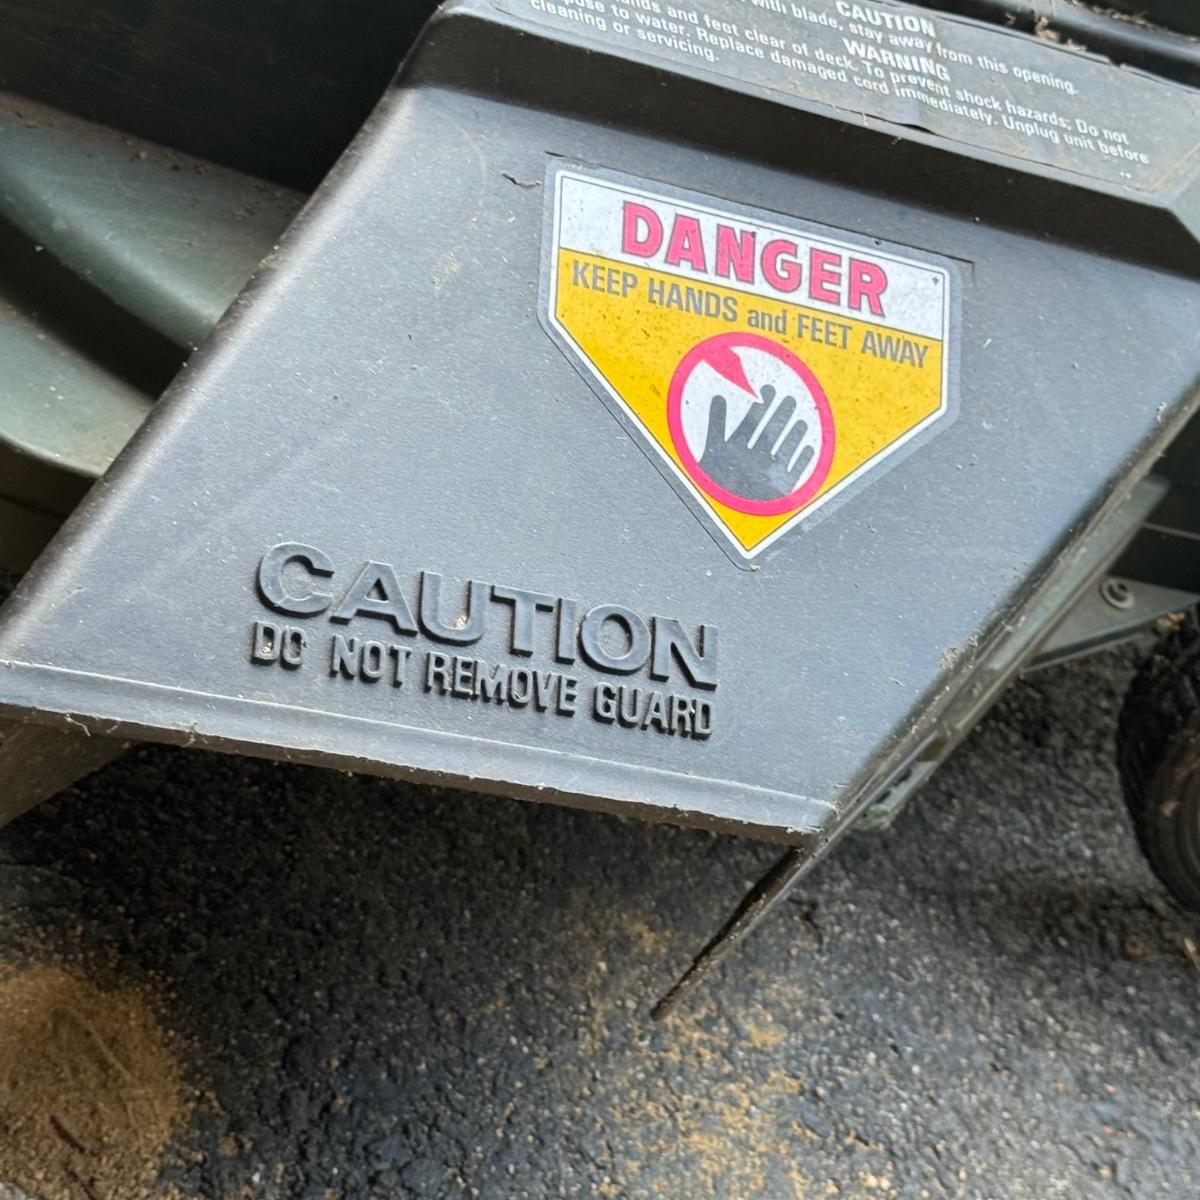 CAUTION
with blade, stay away from this opening.
and feet clear of deck.
WARNING
To prevent shock hazards; Do not
to water. Replace damaged cord immediately. Unplug unit before
cleaning or servicing.
DANGER
KEEP HANDS and FEET AWAY
CAUTION
DO NOT REMOVE GUARD